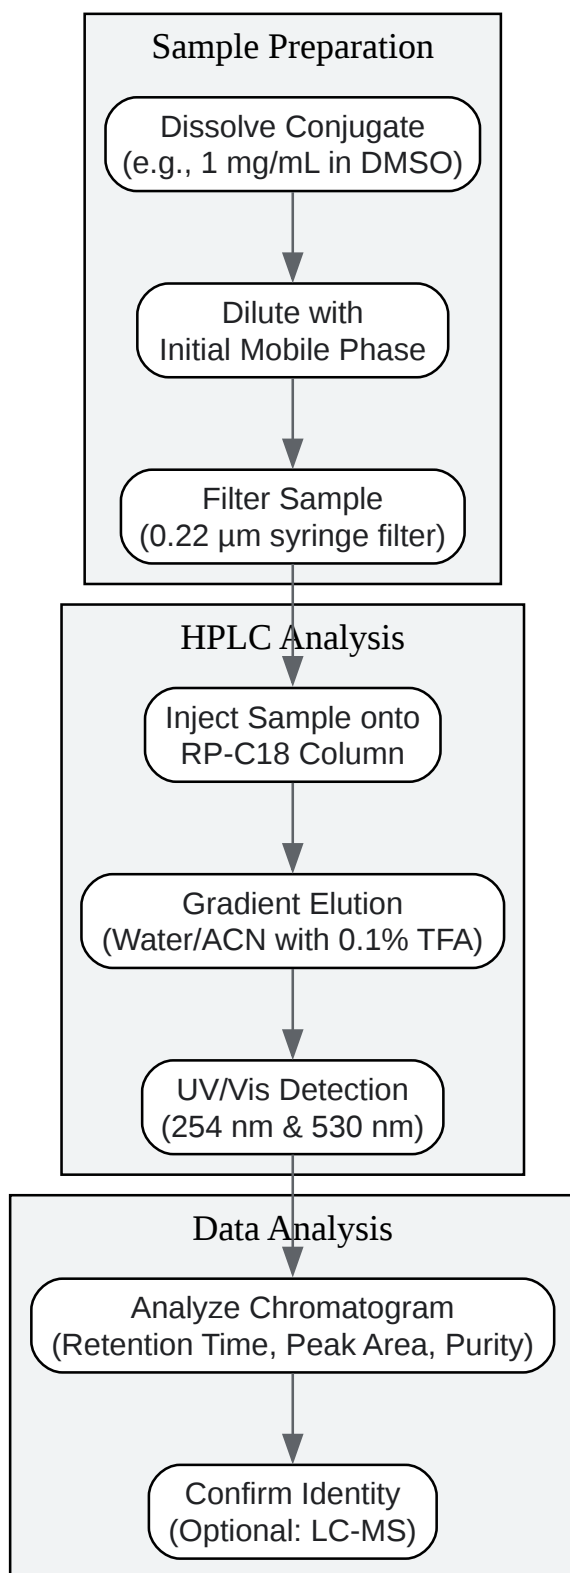 Sample Preparation
Dissolve Conjugate
(e.g., 1 mg/mL in DMSO)
Dilute with
Initial Mobile Phase
Filter Sample
(0.22 µm syringe filter)
HPLC Analysis
Inject Sample onto
RP-C18 Column
Gradient Elution
(Water/ACN with 0.1% TFA)
UV/Vis Detection
(254 nm & 530 nm)
Data Analysis
Analyze Chromatogram
(Retention Time, Peak Area, Purity)
Confirm Identity
(Optional: LC-MS)